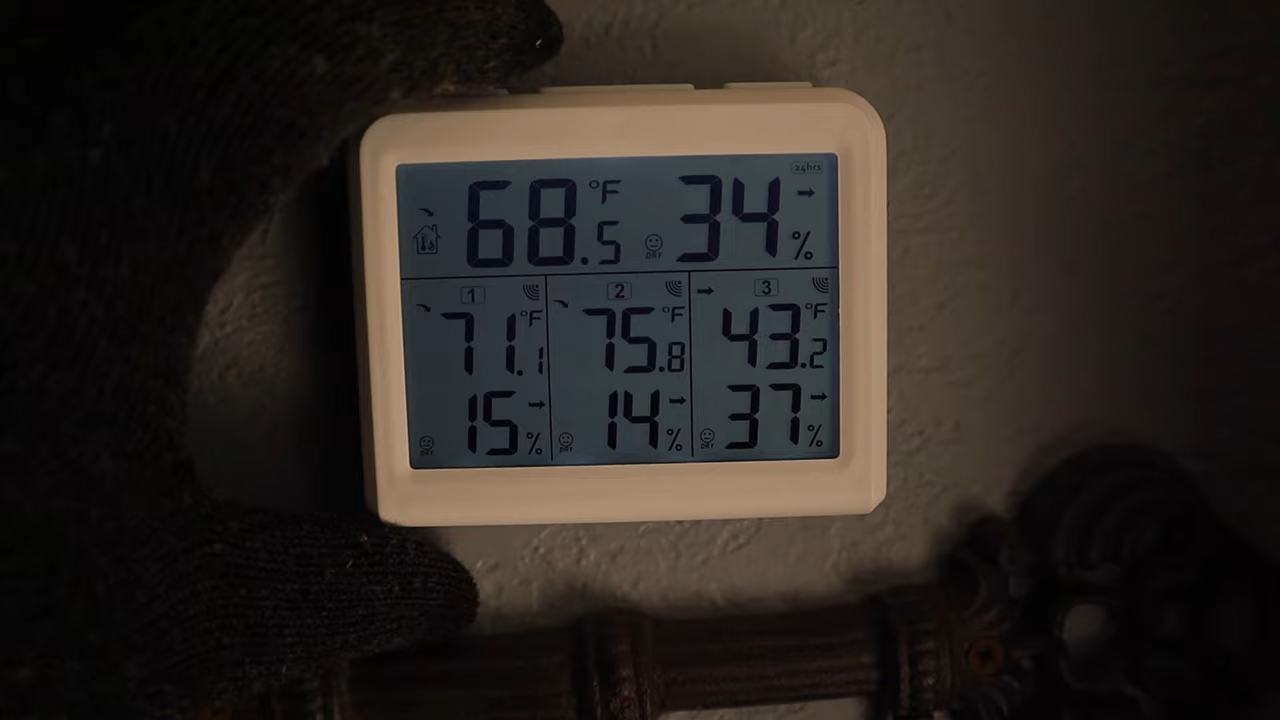 24hrs
68.5 °F 34 %
DRY
1 2 3
71.1 °F 75.8 °F 43.2 °F
15 % 14 % 37 %
DRY DRY DRY